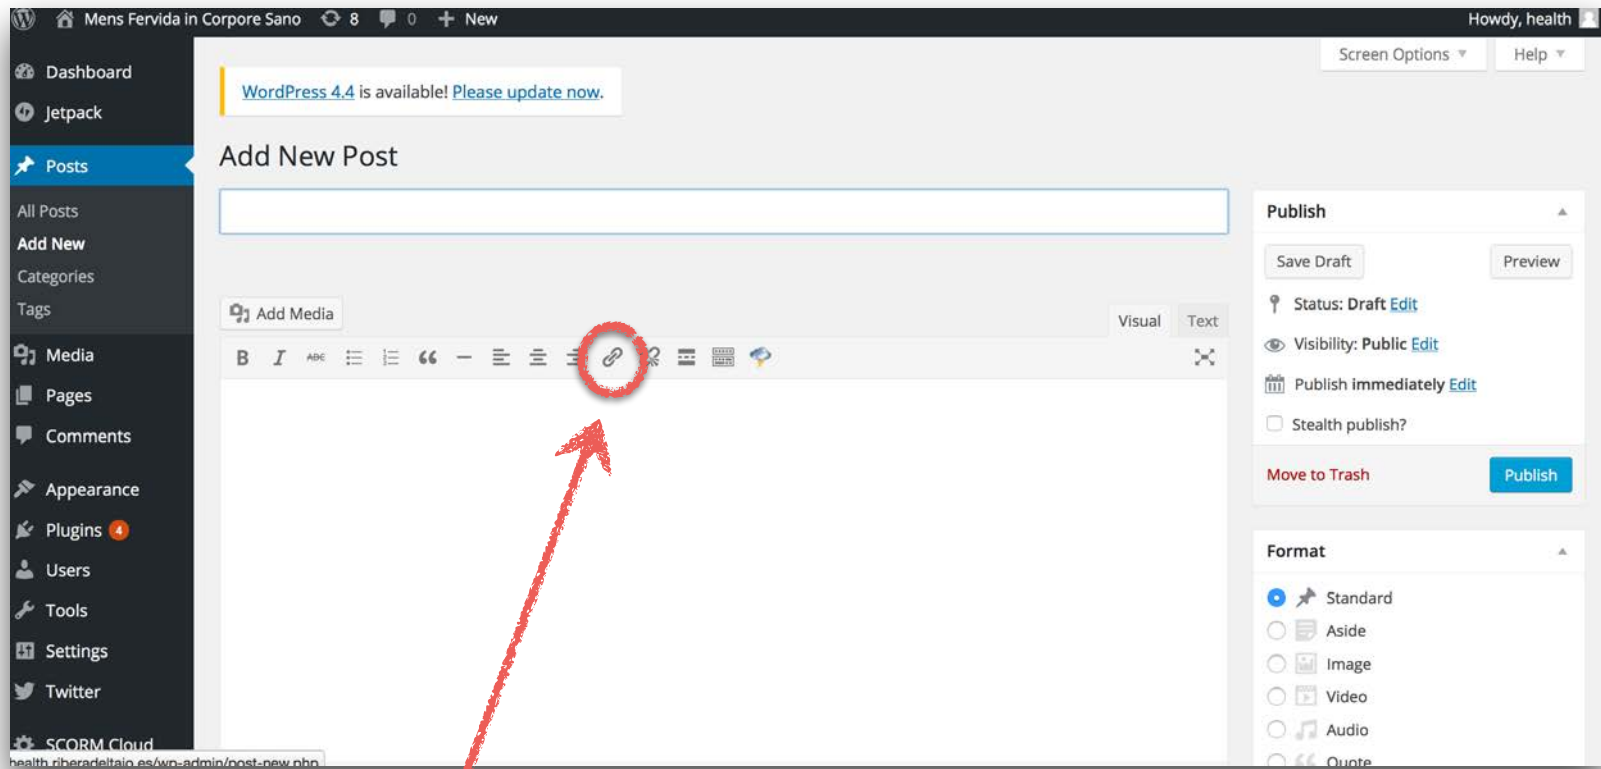 Mens Fervida in Corpore Sano 8 0 New Howdy, health
Screen Options Help
Dashboard
Jetpack
Posts
All Posts
Add New
Categories
Tags
Media
Pages
Comments
Appearance
Plugins 4
Users
Tools
Settings
Twitter
SCORM Cloud
health.riberadeltajo.es/wp-admin/post-new.php
WordPress 4.4 is available! Please update now.
Add New Post
Add Media
Visual Text
B I ABC
Publish
Save Draft Preview
Status: Draft Edit
Visibility: Public Edit
Publish immediately Edit
Stealth publish?
Move to Trash Publish
Format
Standard
Aside
Image
Video
Audio
Quote